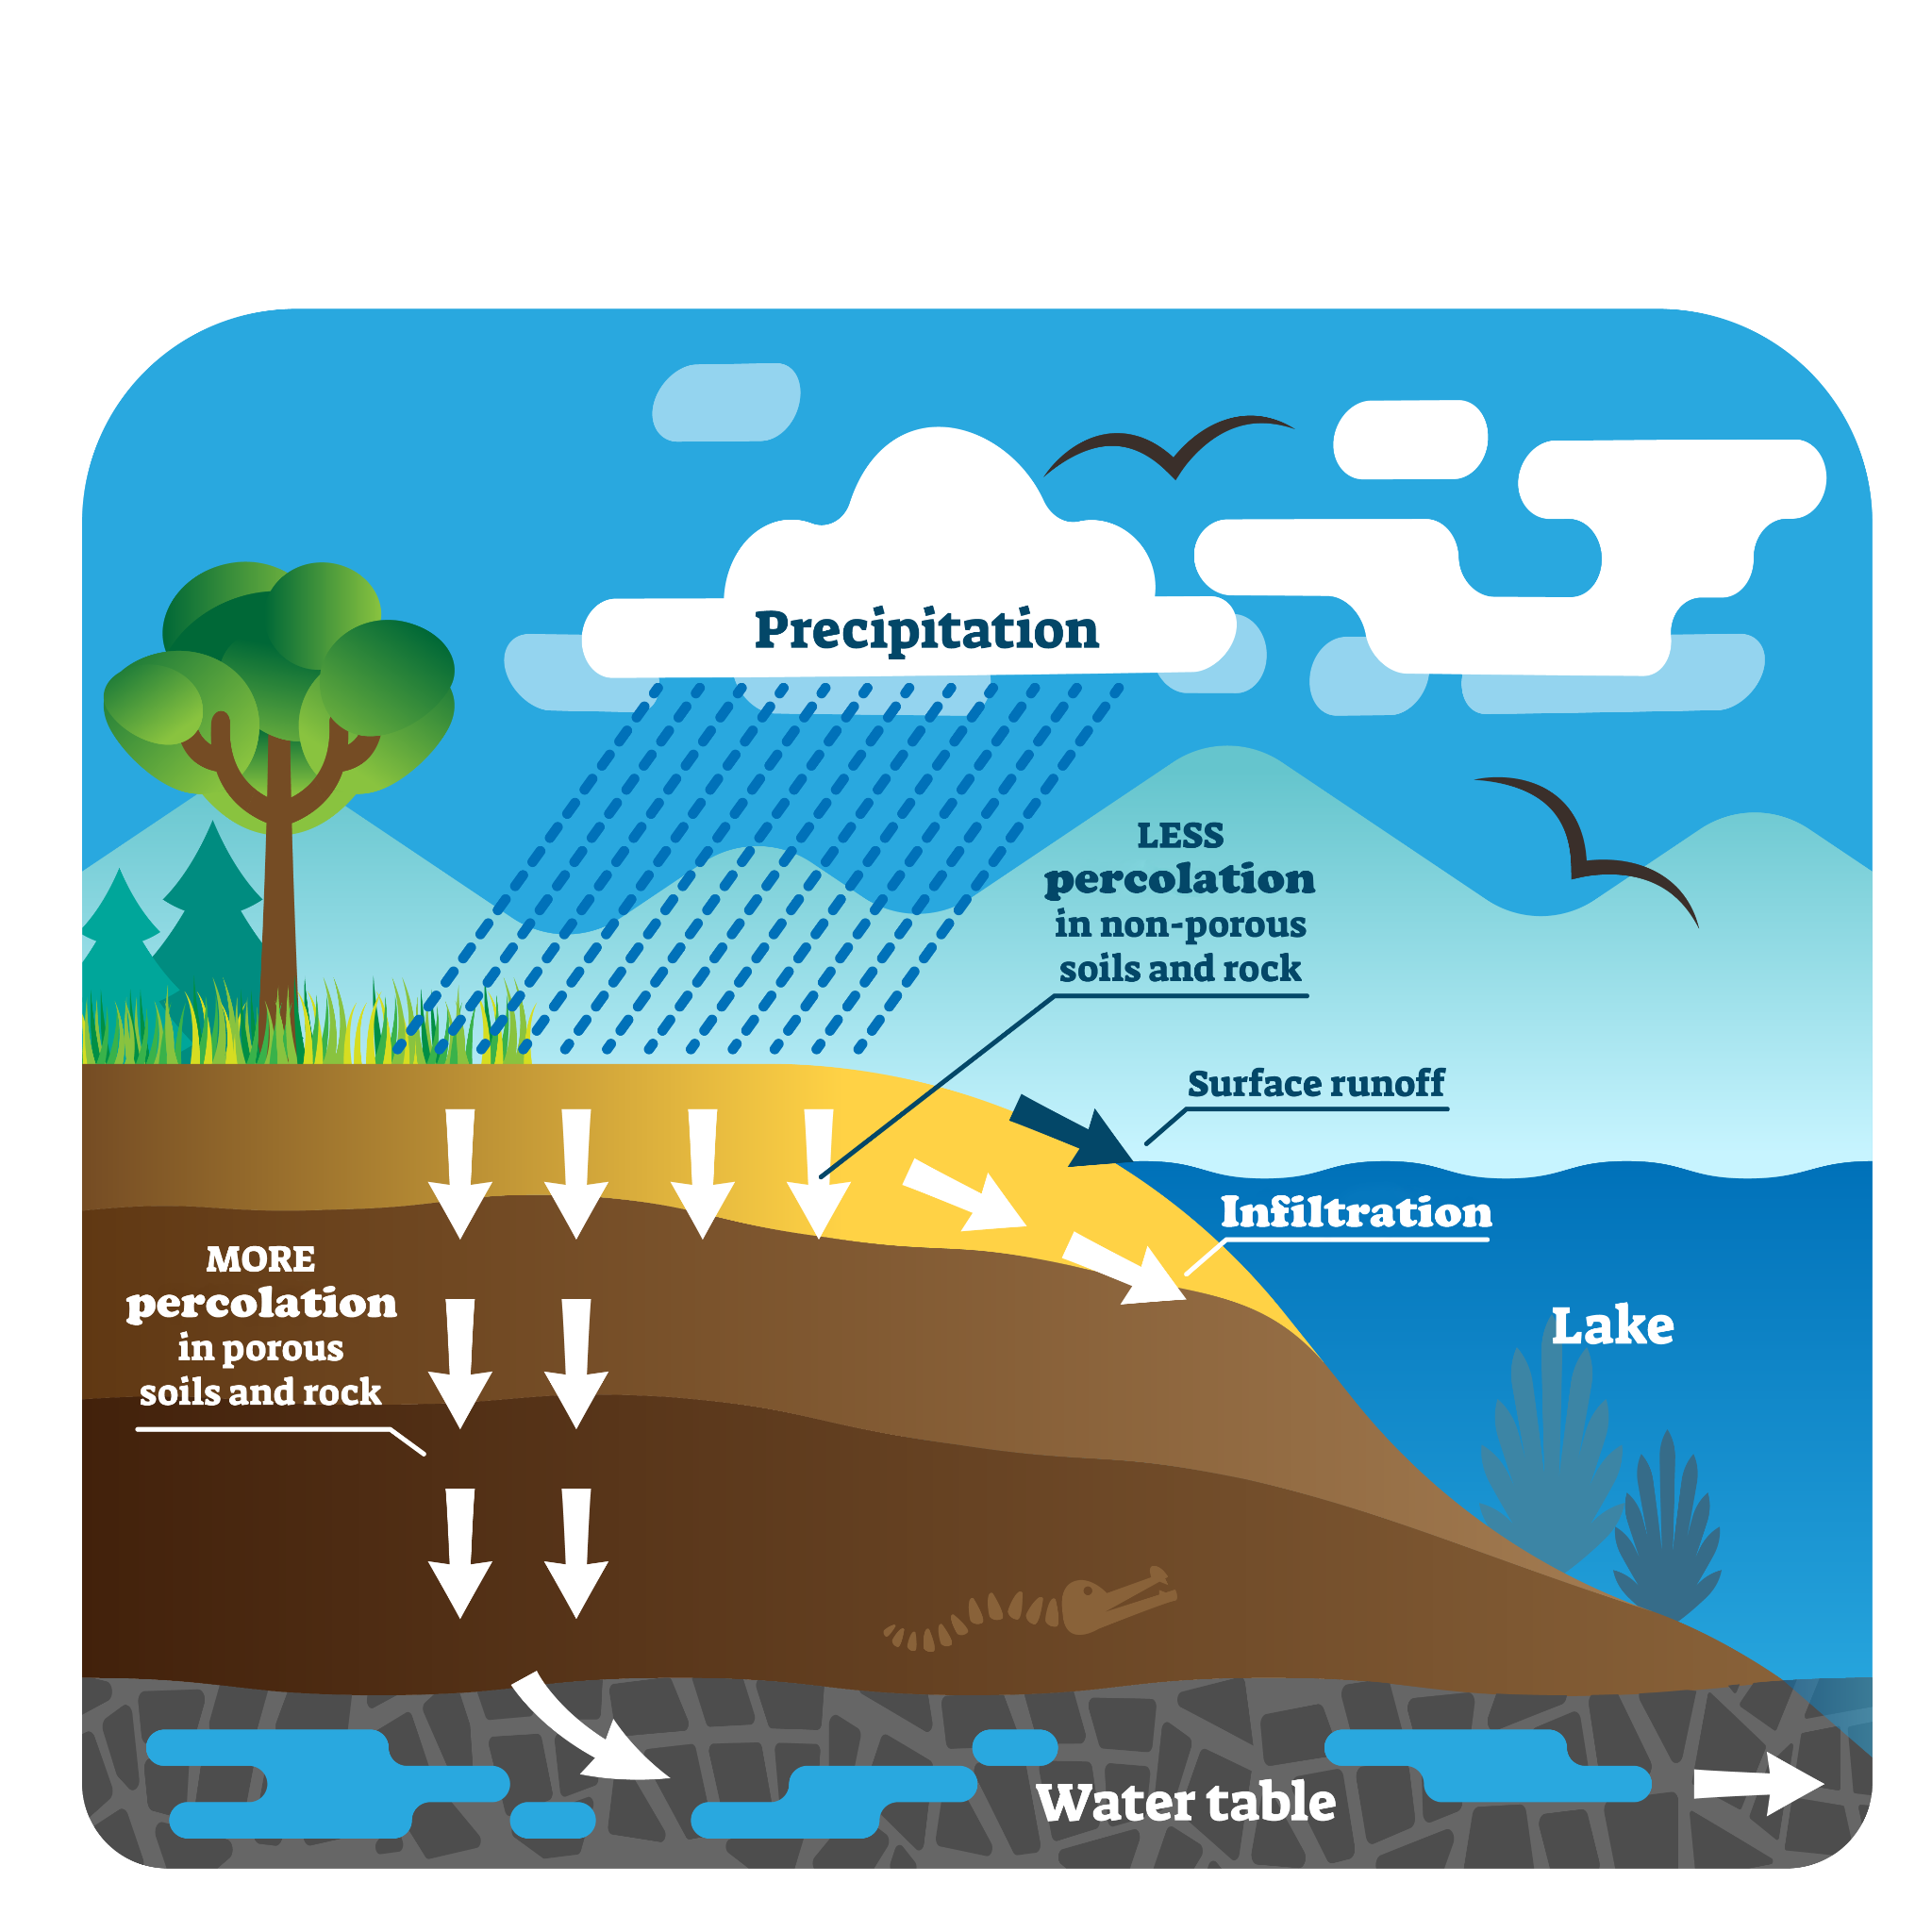 Precipitation
LESS
percolation
in non-porous
soils and rock
Surface runoff
Infiltration
MORE
percolation
in porous
soils and rock
Lake
Water table